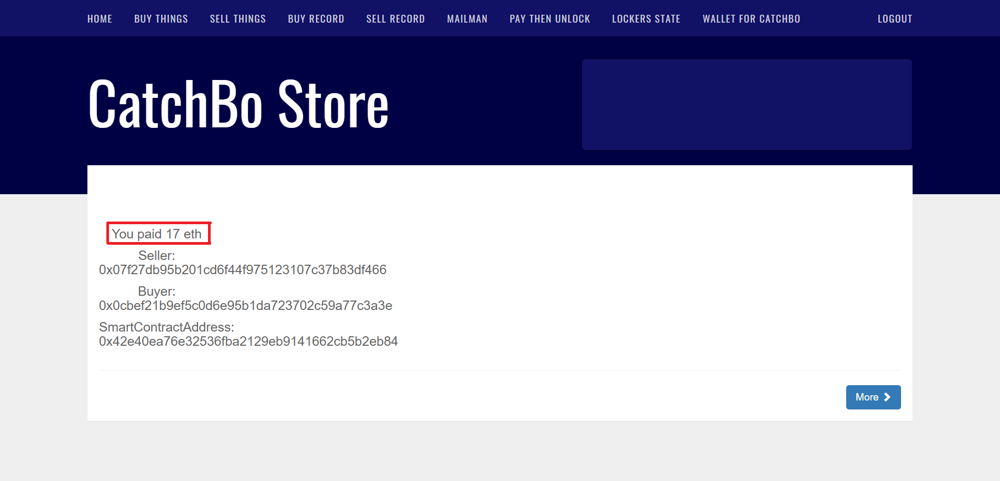 HOME BUY THINGS SELL THINGS BUY RECORD SELL RECORD MAILMAN PAY THEN UNLOCK LOCKERS STATE WALLET FOR CATCHBO LOGOUT
CatchBo Store
You paid 17 eth
Seller:
0x07f27db95b201cd6f44f975123107c37b83df466
Buyer:
0x0cbef21b9ef5c0d6e95b1da723702c59a77c3a3e
SmartContractAddress:
0x42e40ea76e32536fba2129eb9141662cb5b2eb84
More